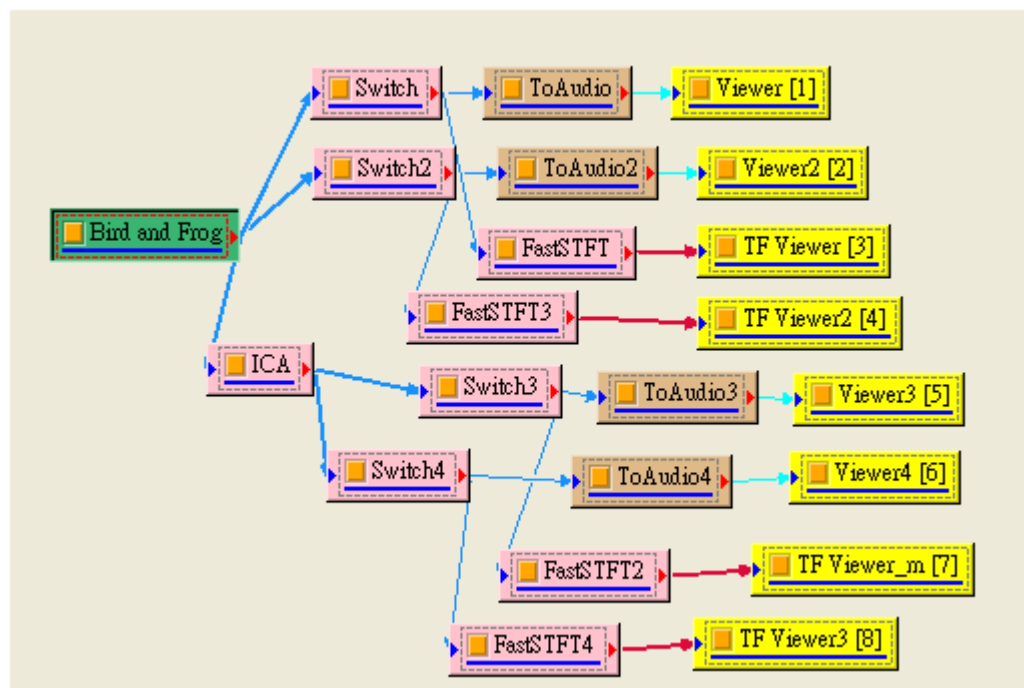 Switch
ToAudio
Viewer [1]
Switch2
ToAudio2
Viewer2 [2]
Bird and Frog
FastSTFT
TF Viewer [3]
FastSTFT3
TF Viewer2 [4]
ICA
Switch3
ToAudio3
Viewer3 [5]
Switch4
ToAudio4
Viewer4 [6]
FastSTFT2
TF Viewer_m [7]
FastSTFT4
TF Viewer3 [8]